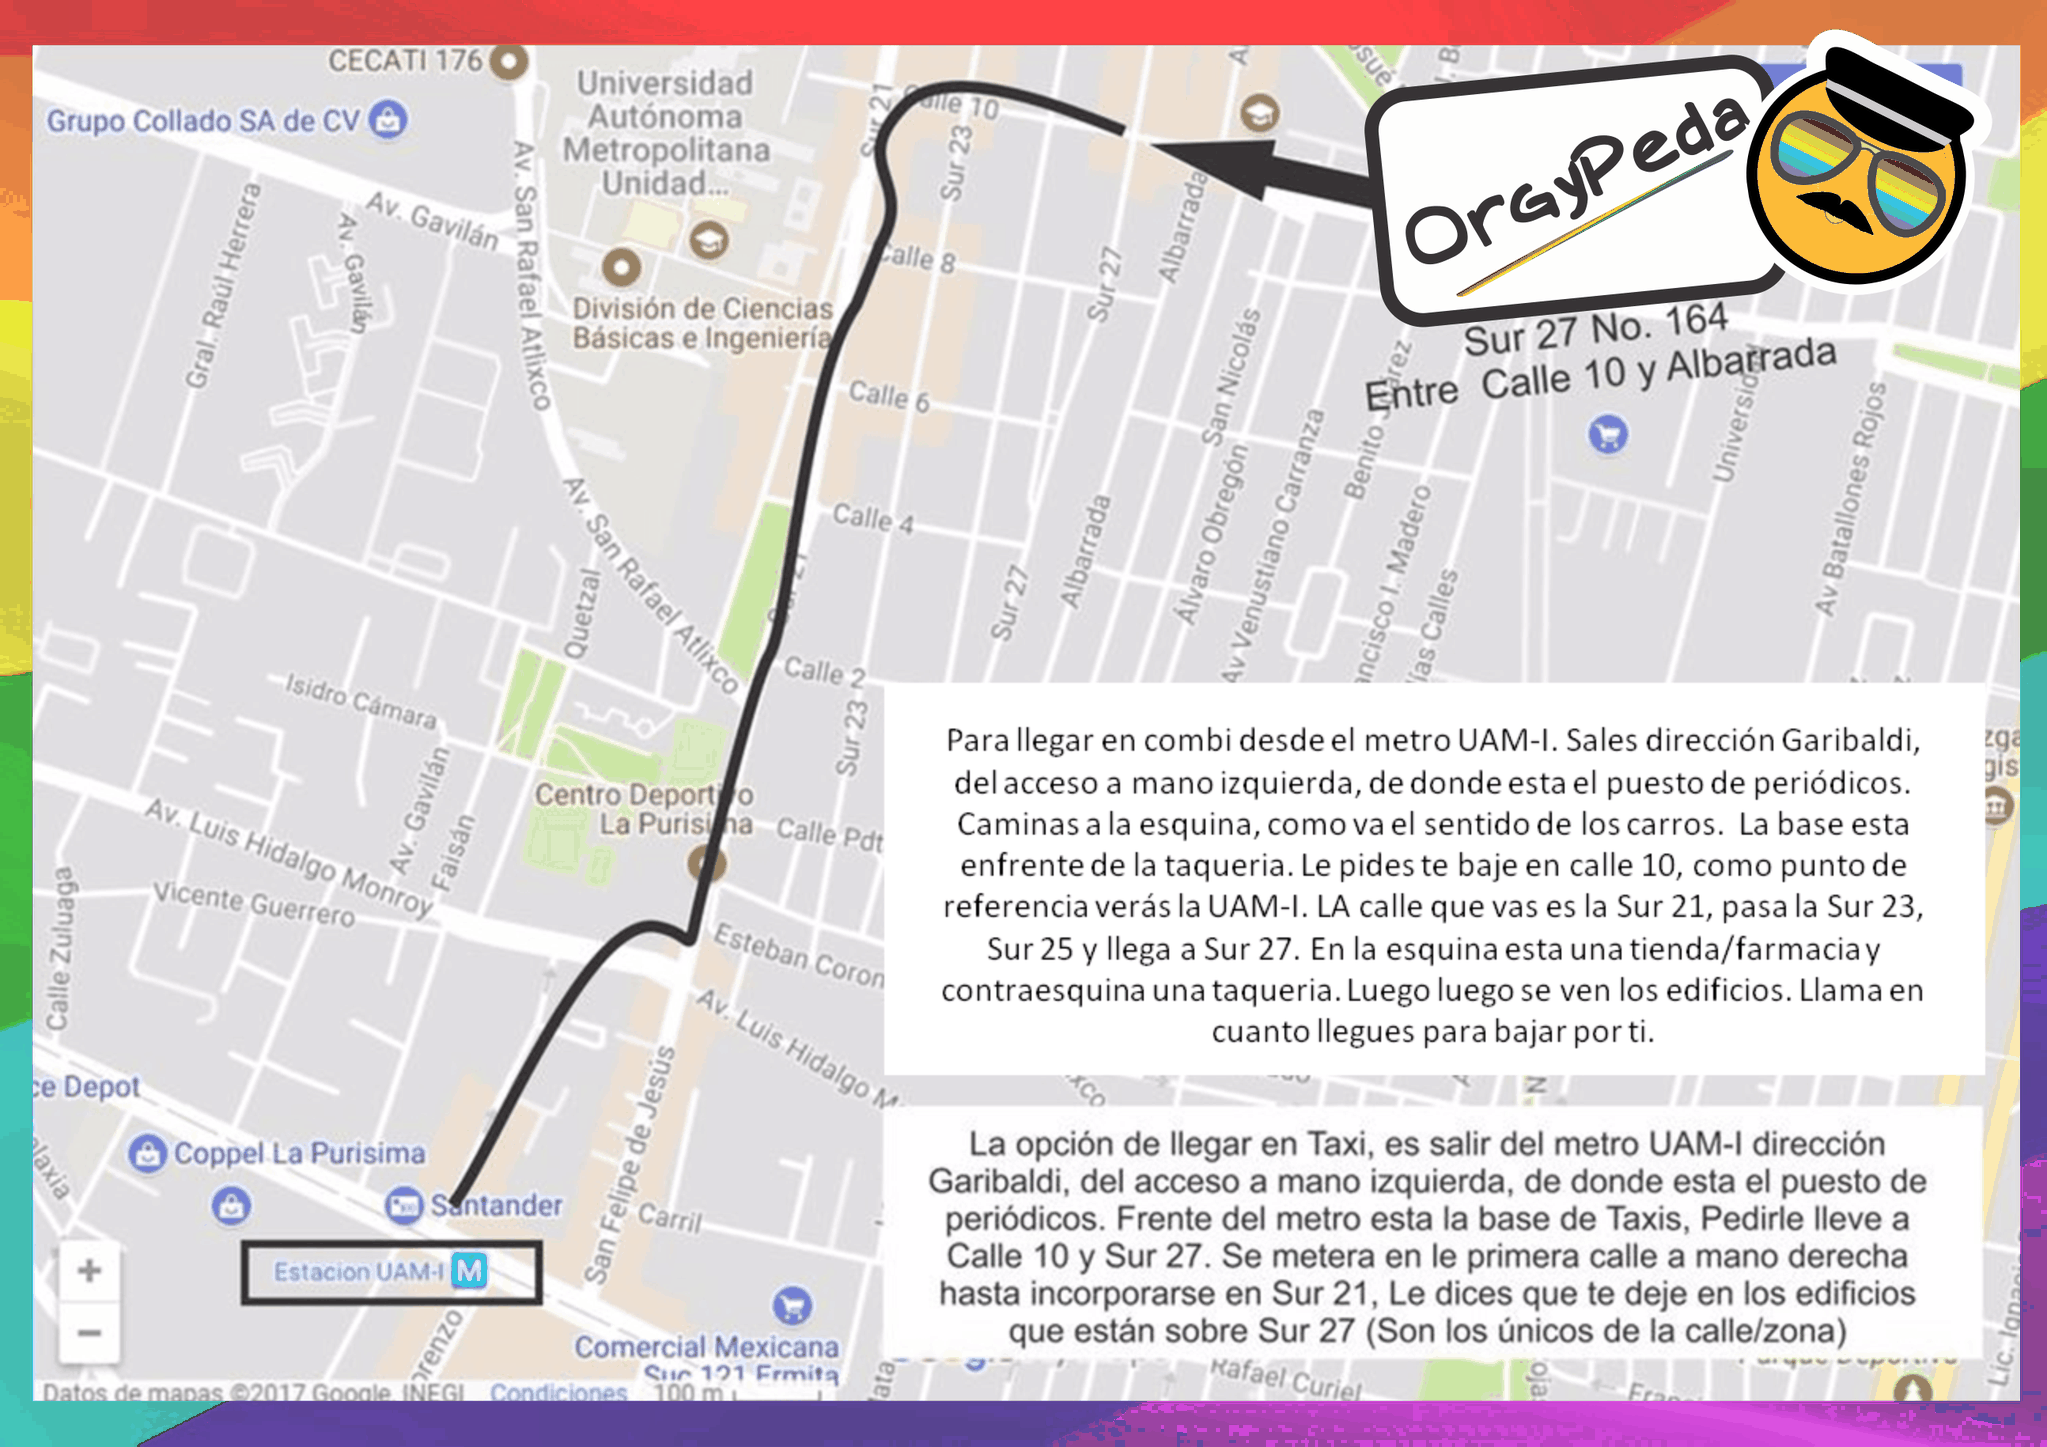 CECATI 176
Grupo Collado SA de CV
Universidad
Autónoma
Metropolitana
Unidad...
División de Ciencias
Básicas e Ingeniería
Av. Gavilán
Av. Gavilán
Gral. Raúl Herrera
Av. San Rafael Atlixco
Sur 21
Calle 10
Sur 23
Calle 8
Sur 27
Albarrada
Calle 6
Calle 4
OrGyPeda
Sur 27 No. 164
Entre Calle 10 y Albarrada
San Nicolás
Benito Juárez
Universidad
Av Batallones Rojos
Álvaro Obregón
Av Venustiano Carranza
Francisco I. Madero
Calles
Sur 27
Albarrada
Av. San Rafael Atlixco
Quetzal
Calle 2
Sur 23
Isidro Cámara
Av. Gavilán
Faisán
Centro Deportivo
La Purisima
Calle Pdt
Av. Luis Hidalgo Monroy
Vicente Guerrero
Calle Zuluaga
Esteban Coron
Av. Luis Hidalgo M
San Felipe de Jesús
ce Depot
Coppel La Purisima
Santander
Carril
Estacion UAM-I M
Comercial Mexicana
Suc 121 Ermita
Para llegar en combi desde el metro UAM-I. Sales dirección Garibaldi,
del acceso a mano izquierda, de donde esta el puesto de periódicos.
Caminas a la esquina, como va el sentido de los carros. La base esta
enfrente de la taqueria. Le pides te baje en calle 10, como punto de
referencia verás la UAM-I. LA calle que vas es la Sur 21, pasa la Sur 23,
Sur 25 y llega a Sur 27. En la esquina esta una tienda/farmacia y
contraesquina una taqueria. Luego luego se ven los edificios. Llama en
cuanto llegues para bajar por ti.
La opción de llegar en Taxi, es salir del metro UAM-I dirección
Garibaldi, del acceso a mano izquierda, de donde esta el puesto de
periódicos. Frente del metro esta la base de Taxis, Pedirle lleve a
Calle 10 y Sur 27. Se metera en le primera calle a mano derecha
hasta incorporarse en Sur 21, Le dices que te deje en los edificios
que están sobre Sur 27 (Son los únicos de la calle/zona)
Rafael Curiel
Datos de mapas ©2017 Google, INEGI Condiciones 100 m